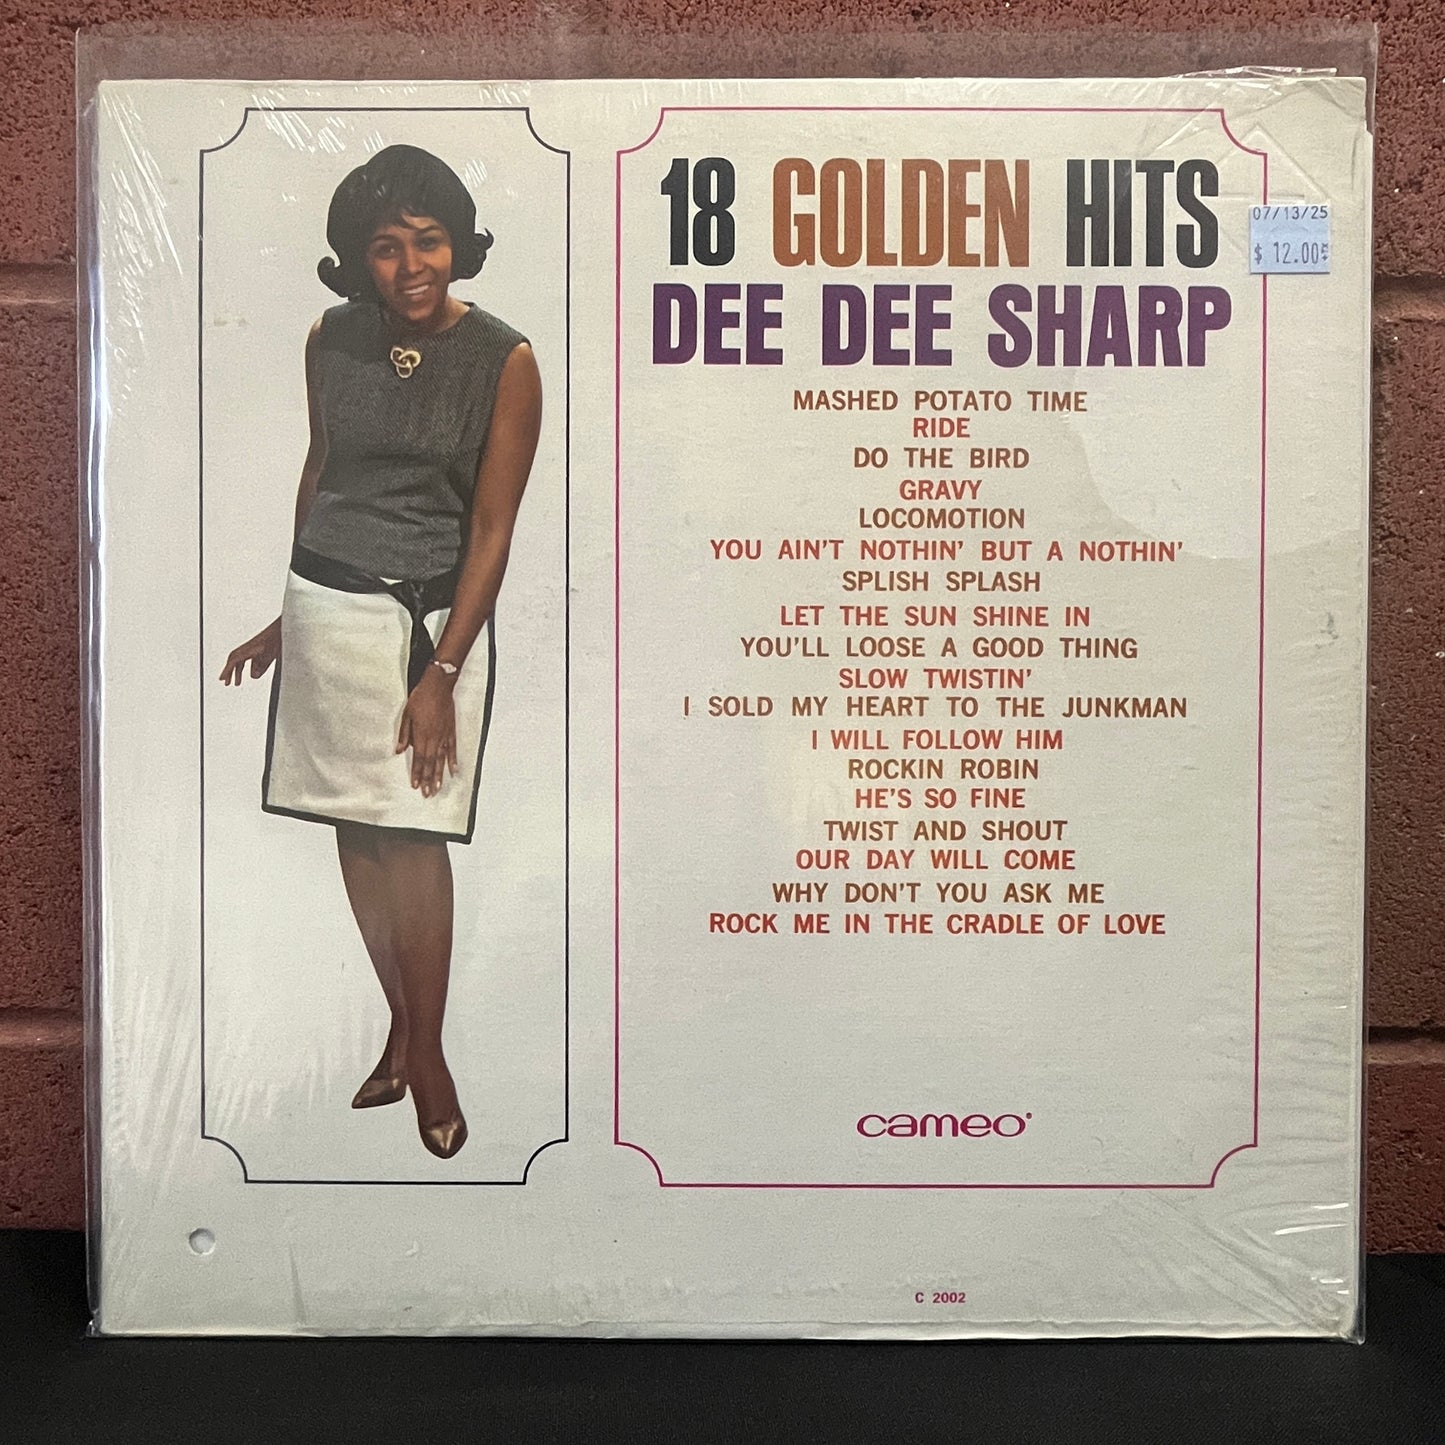 18 GOLDEN HITS
DEE DEE SHARP
07/13/25
$ 12.00
MASHED POTATO TIME
RIDE
DO THE BIRD
GRAVY
LOCOMOTION
YOU AIN'T NOTHIN' BUT A NOTHIN'
SPLISH SPLASH
LET THE SUN SHINE IN
YOU'LL LOOSE A GOOD THING
SLOW TWISTIN'
I SOLD MY HEART TO THE JUNKMAN
I WILL FOLLOW HIM
ROCKIN ROBIN
HE'S SO FINE
TWIST AND SHOUT
OUR DAY WILL COME
WHY DON'T YOU ASK ME
ROCK ME IN THE CRADLE OF LOVE
cameo
C 2002